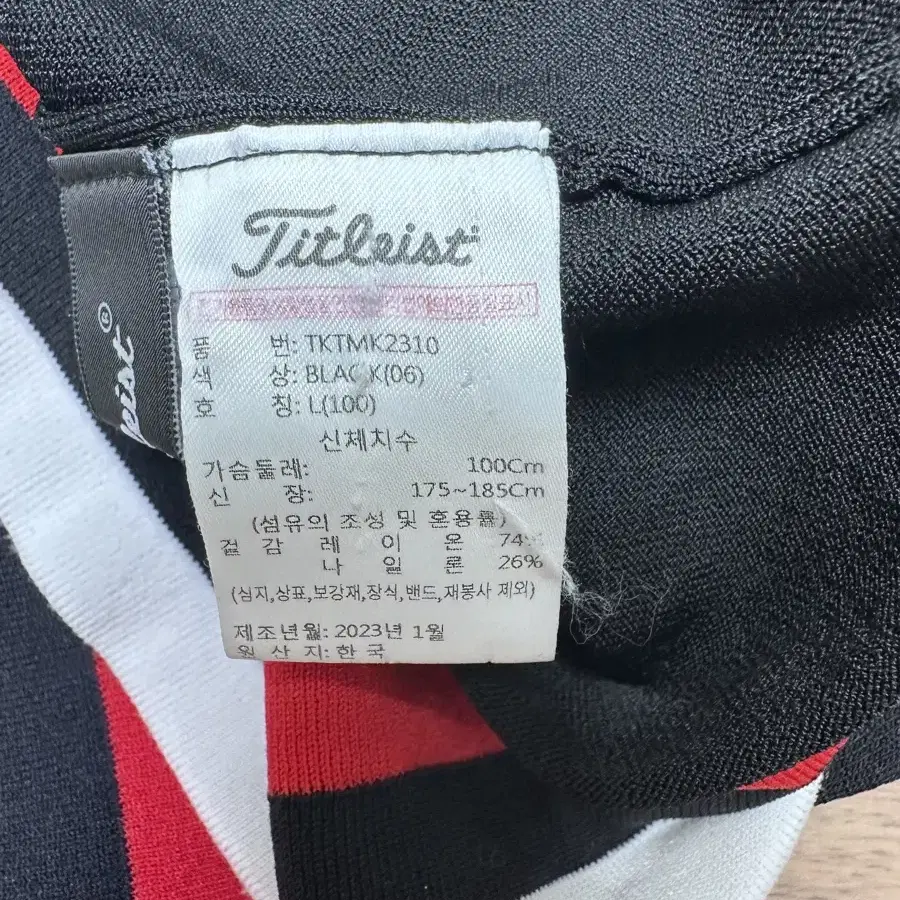 Titleist
품 번: TKTMK2310
색 상: BLACK(06)
호 칭: L(100)
신체치수
가슴둘레: 100Cm
신 장: 175~185Cm
(섬유의 조성 및 혼용률)
겉 감 레 이 온 74%
나 일 론 26%
(심지,상표,보강재,장식,밴드,재봉사 제외)
제조년월: 2023년 1월
원 산 지: 한 국
eist®